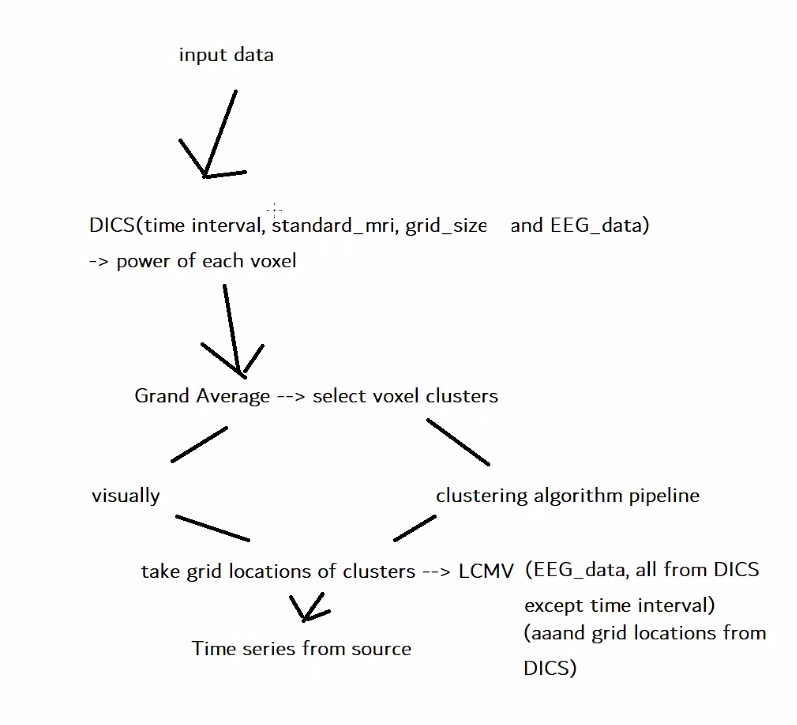 input data
DICS(time interval, standard_mri, grid_size and EEG_data)
-> power of each voxel
Grand Average --> select voxel clusters
visually
clustering algorithm pipeline
take grid locations of clusters --> LCMV (EEG_data, all from DICS
except time interval)
(aaand grid locations from
DICS)
Time series from source